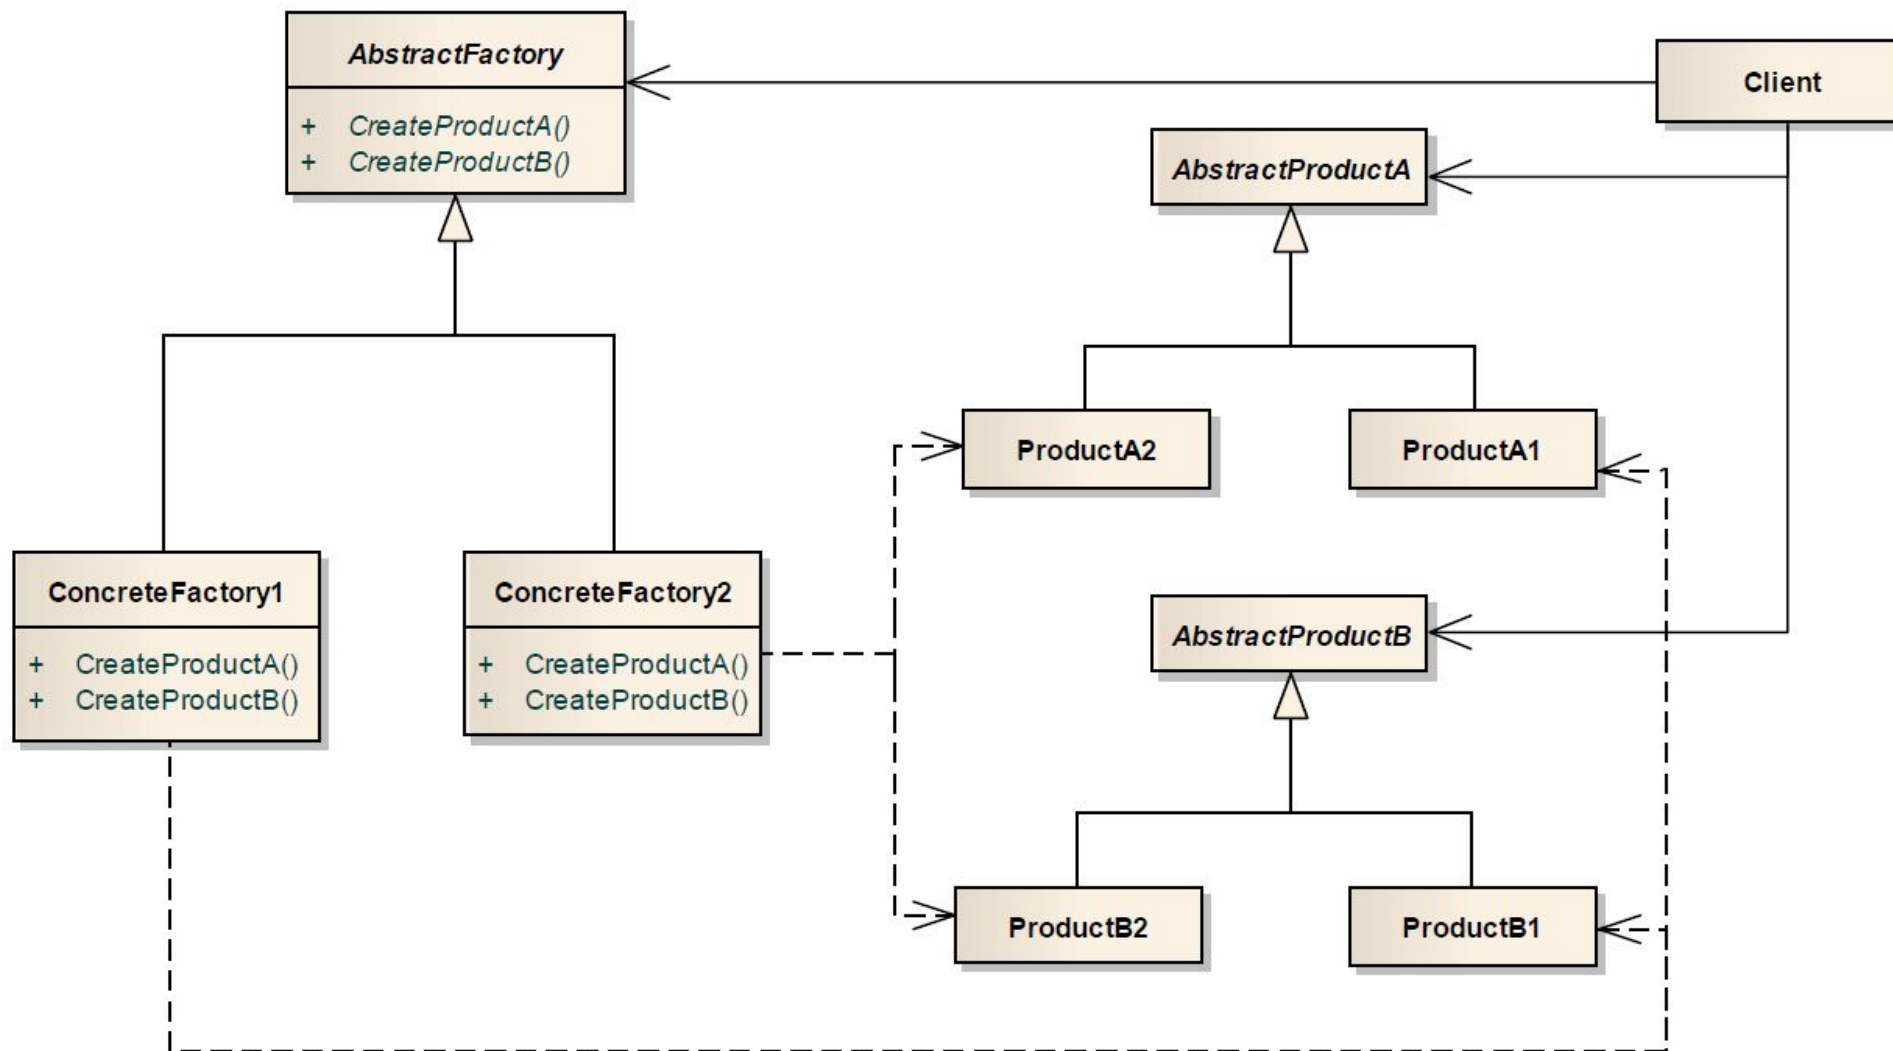 AbstractFactory
+ CreateProductA()
+ CreateProductB()
Client
AbstractProductA
ProductA2
ProductA1
ConcreteFactory1
+ CreateProductA()
+ CreateProductB()
ConcreteFactory2
+ CreateProductA()
+ CreateProductB()
AbstractProductB
ProductB2
ProductB1